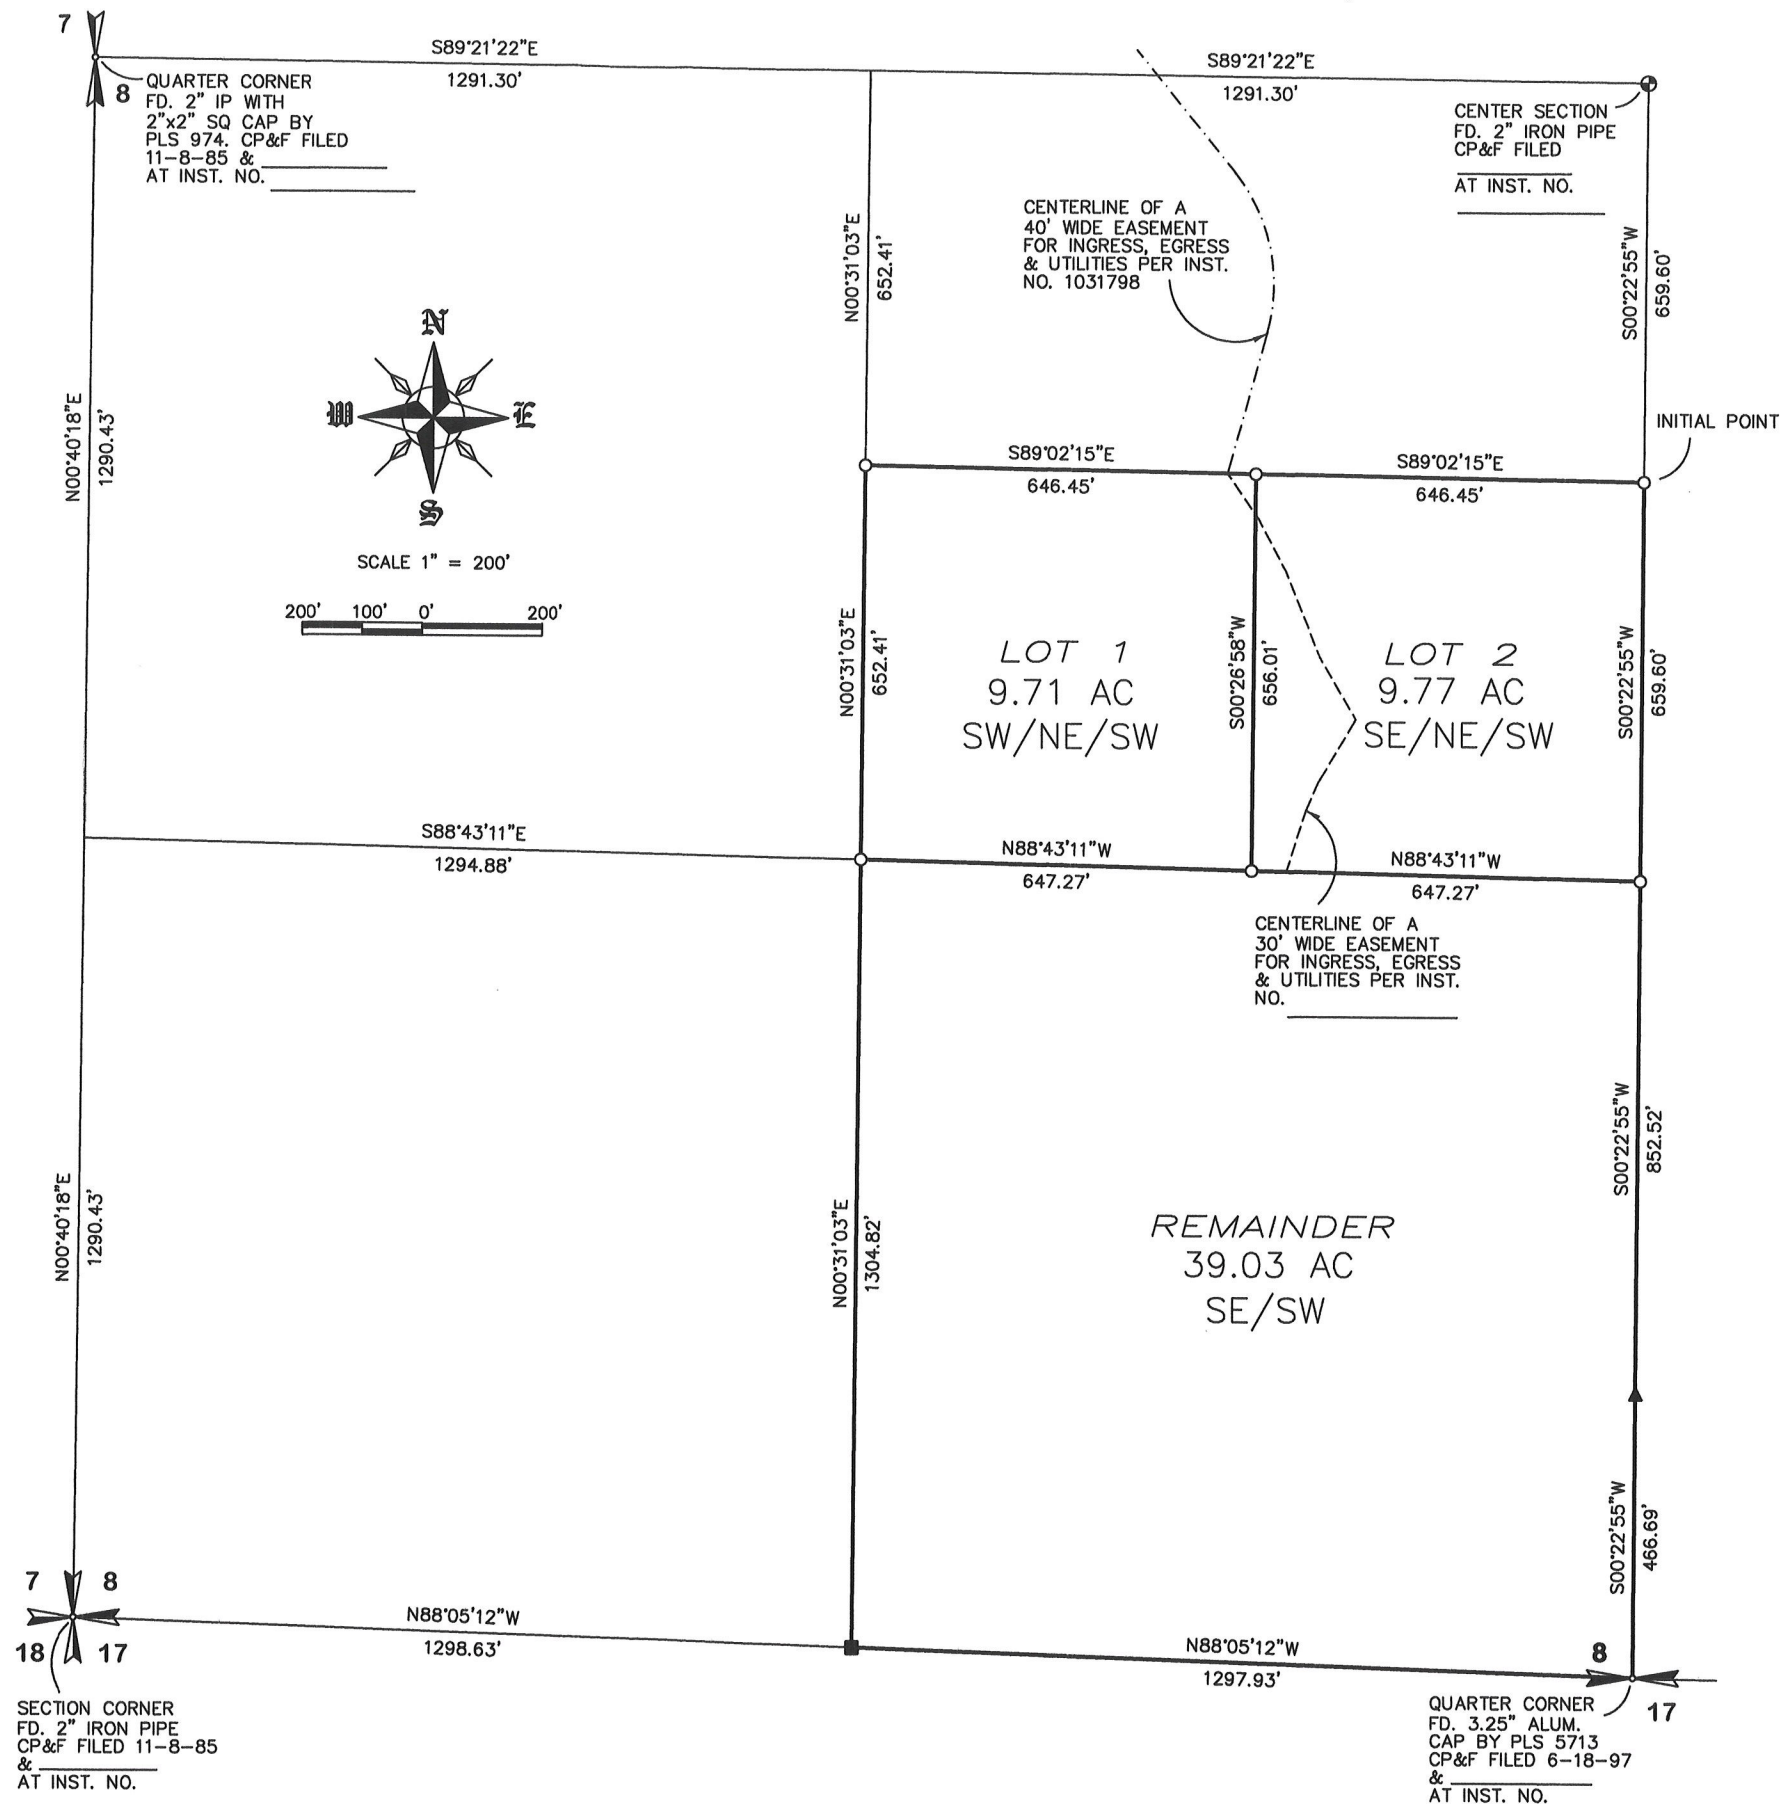 7
S89°21'22"E
1291.30'
S89°21'22"E
1291.30'
8
QUARTER CORNER
FD. 2" IP WITH
2"x2" SQ CAP BY
PLS 974. CP&F FILED
11-8-85 &
AT INST. NO.
CENTER SECTION
FD. 2" IRON PIPE
CP&F FILED
AT INST. NO.
CENTERLINE OF A
40' WIDE EASEMENT
FOR INGRESS, EGRESS
& UTILITIES PER INST.
NO. 1031798
N00°31'03"E
652.41'
S00°22'55"W
659.60'
N
W
E
S
N00°40'18"E
1290.43'
INITIAL POINT
S89°02'15"E
646.45'
S89°02'15"E
646.45'
SCALE 1" = 200'
200' 100' 0' 200'
N00°31'03"E
652.41'
LOT 1
9.71 AC
SW/NE/SW
S00°26'58"W
656.01'
LOT 2
9.77 AC
SE/NE/SW
S00°22'55"W
659.60'
S88°43'11"E
1294.88'
N88°43'11"W
647.27'
N88°43'11"W
647.27'
CENTERLINE OF A
30' WIDE EASEMENT
FOR INGRESS, EGRESS
& UTILITIES PER INST.
NO.
S00°22'55"W
852.52'
N00°40'18"E
1290.43'
N00°31'03"E
1304.82'
REMAINDER
39.03 AC
SE/SW
S00°22'55"W
466.69'
7 8
18 17
N88°05'12"W
1298.63'
N88°05'12"W
1297.93'
8
17
SECTION CORNER
FD. 2" IRON PIPE
CP&F FILED 11-8-85
&
AT INST. NO.
QUARTER CORNER
FD. 3.25" ALUM.
CAP BY PLS 5713
CP&F FILED 6-18-97
&
AT INST. NO.